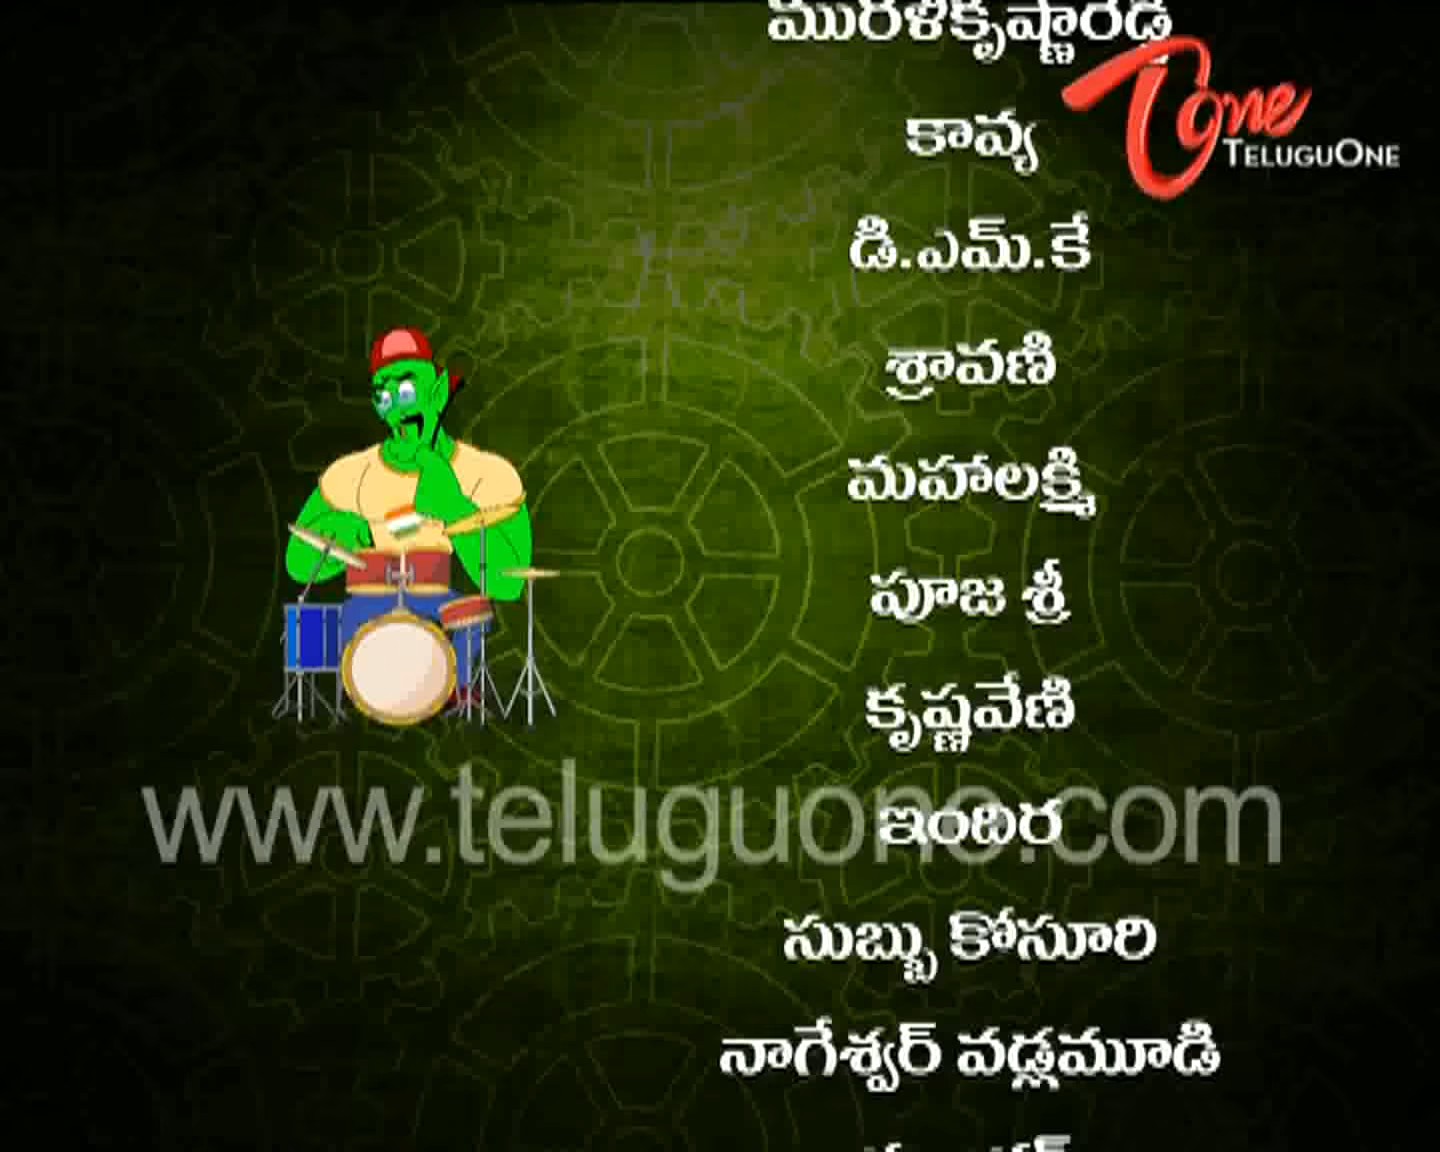 మురళీకృష్ణారెడ్డి
One
TELUGUONE
కావ్య
డి.ఎమ్.కే
శ్రావణి
మహాలక్ష్మి
పూజ శ్రీ
కృష్ణవేణి
www.teluguone.com
ఇందిర
సుబ్బు కోసూరి
నాగేశ్వర్ వడ్లమూడి